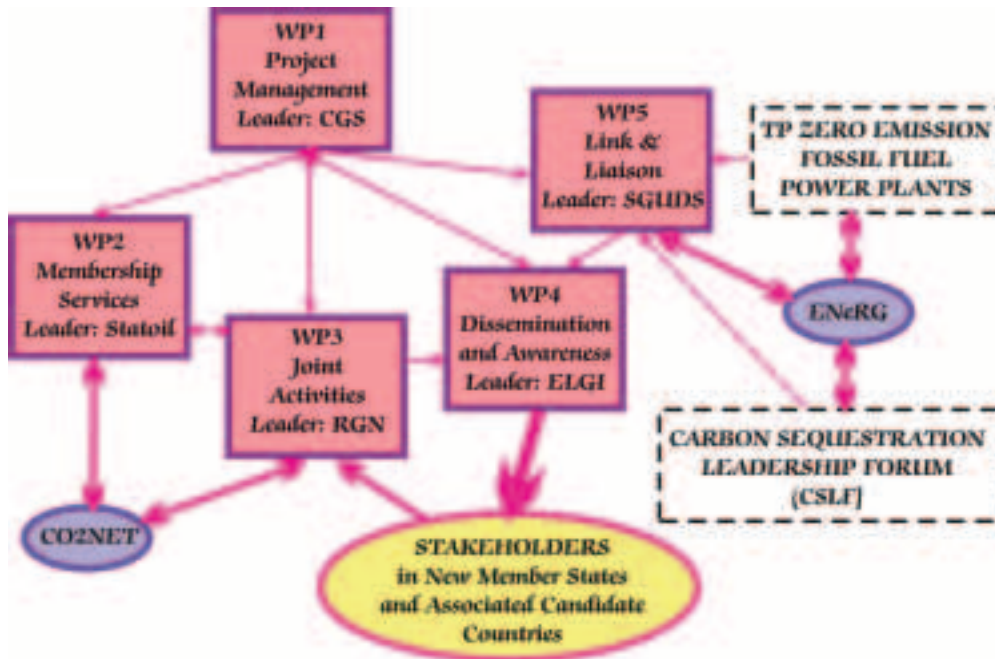 WP1
Project
Management
Leader: CGS
WP5
Link &
Liaison
Leader: SGUDS
TP ZERO EMISSION
FOSSIL FUEL
POWER PLANTS
WP2
Membership
Services
Leader: Statoil
WP4
Dissemination
and Awareness
Leader: ELGI
ENeRG
WP3
Joint
Activities
Leader: RGN
CARBON SEQUESTRATION
LEADERSHIP FORUM
(CSLF)
CO2NET
STAKEHOLDERS
in New Member States
and Associated Candidate
Countries